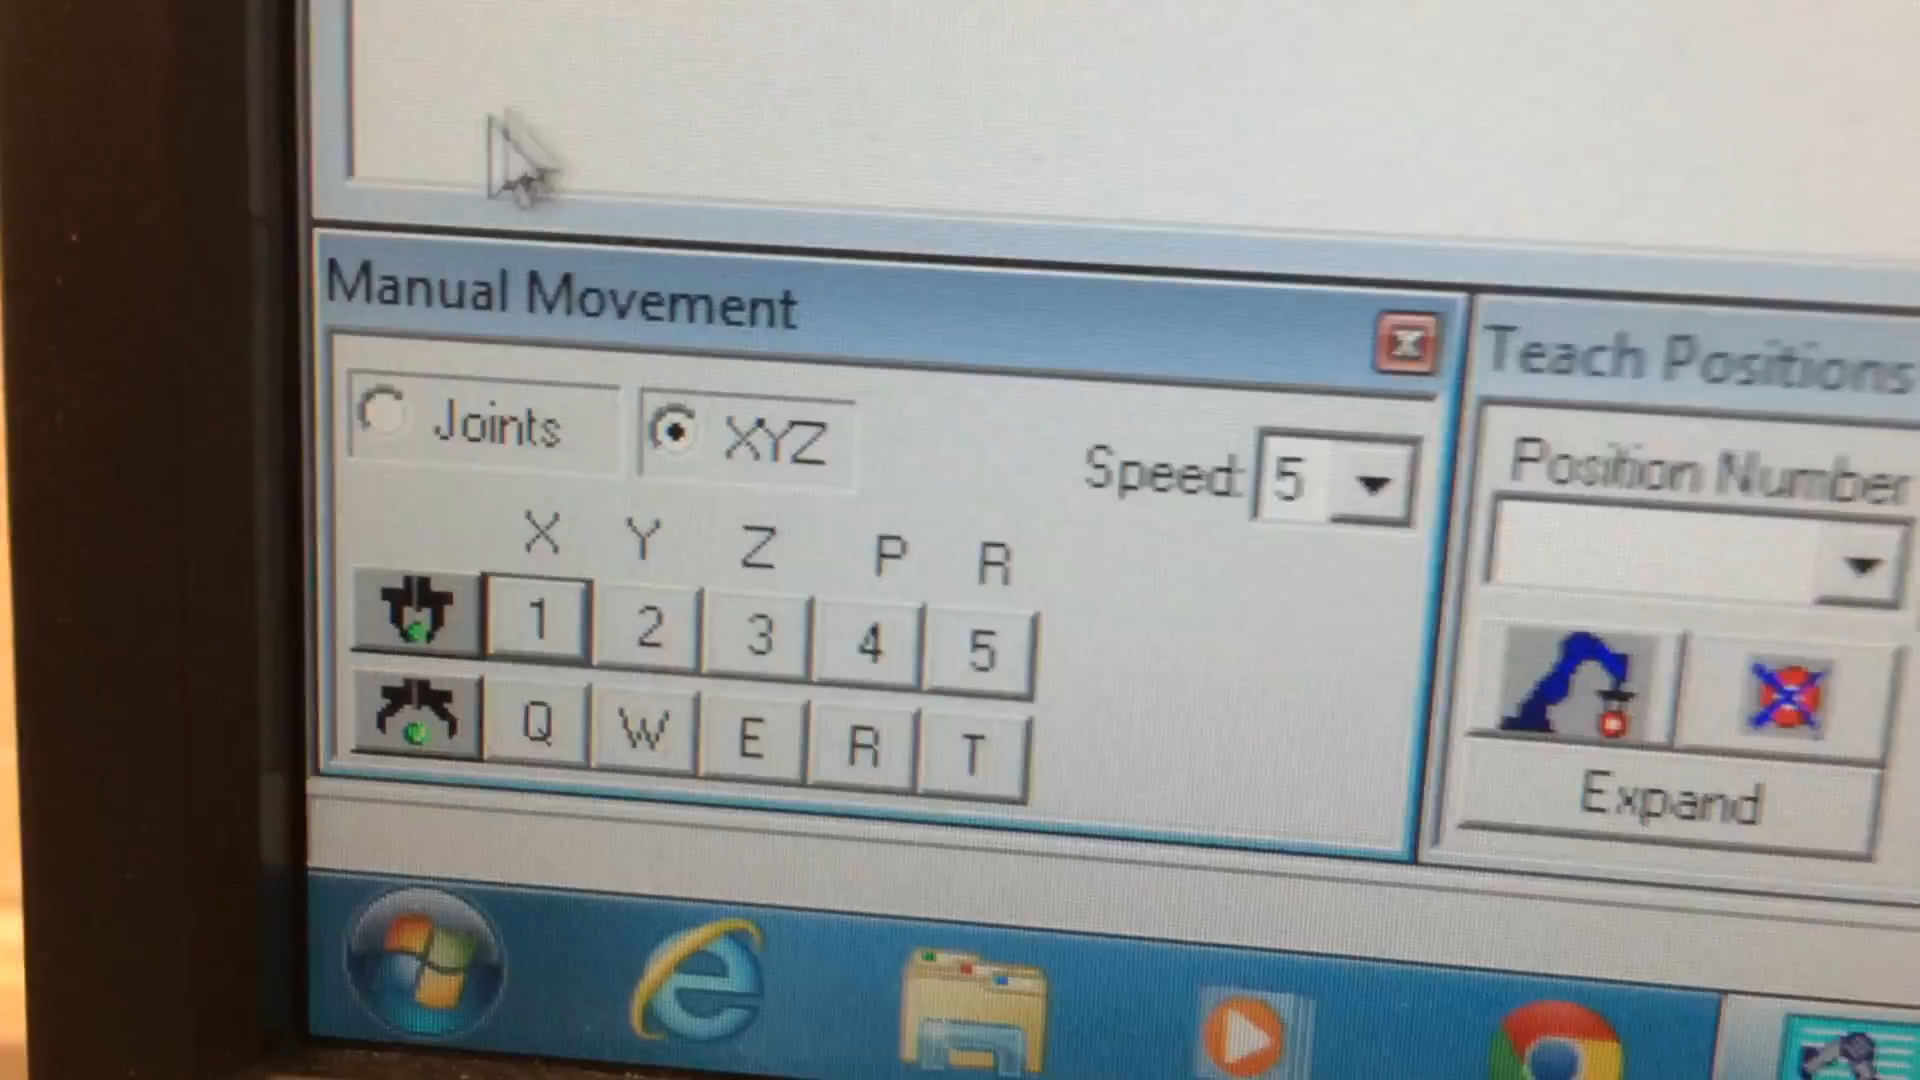 Manual Movement
Joints XYZ
Speed: 5
X Y Z P R
1 2 3 4 5
Q W E R T
Teach Positions
Position Number
Expand